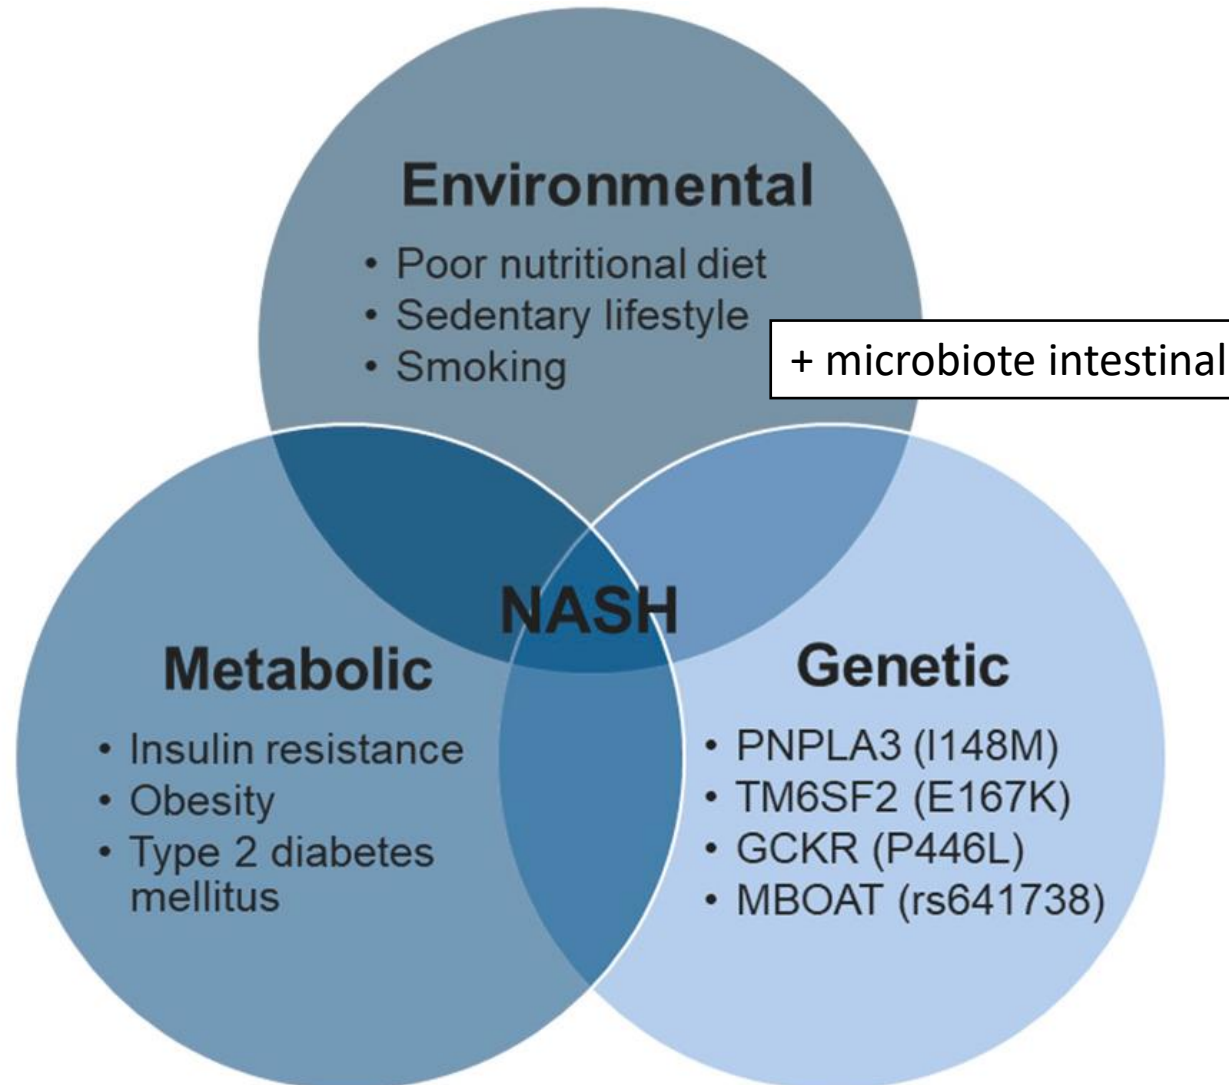 Environmental
• Poor nutritional diet
• Sedentary lifestyle
• Smoking
+ microbiote intestinal
NASH
Metabolic
• Insulin resistance
• Obesity
• Type 2 diabetes
mellitus
Genetic
• PNPLA3 (I148M)
• TM6SF2 (E167K)
• GCKR (P446L)
• MBOAT (rs641738)